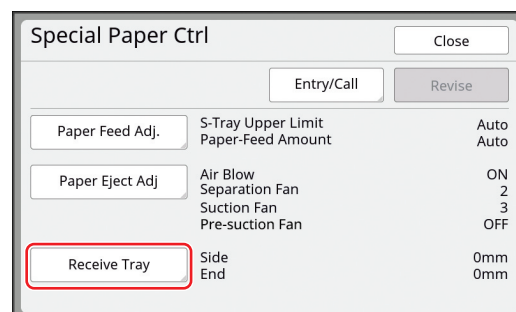 Special Paper Ctrl
Close
Entry/Call
Revise
Paper Feed Adj.
S-Tray Upper Limit Auto
Paper-Feed Amount Auto
Paper Eject Adj
Air Blow ON
Separation Fan 2
Suction Fan 3
Pre-suction Fan OFF
Receive Tray
Side 0mm
End 0mm